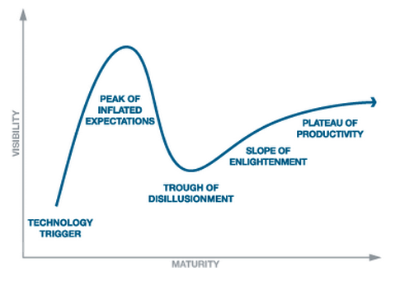 PEAK OF
INFLATED
EXPECTATIONS
PLATEAU OF
PRODUCTIVITY
SLOPE OF
ENLIGHTENMENT
TROUGH OF
DISILLUSIONMENT
TECHNOLOGY
TRIGGER
VISIBILITY
MATURITY